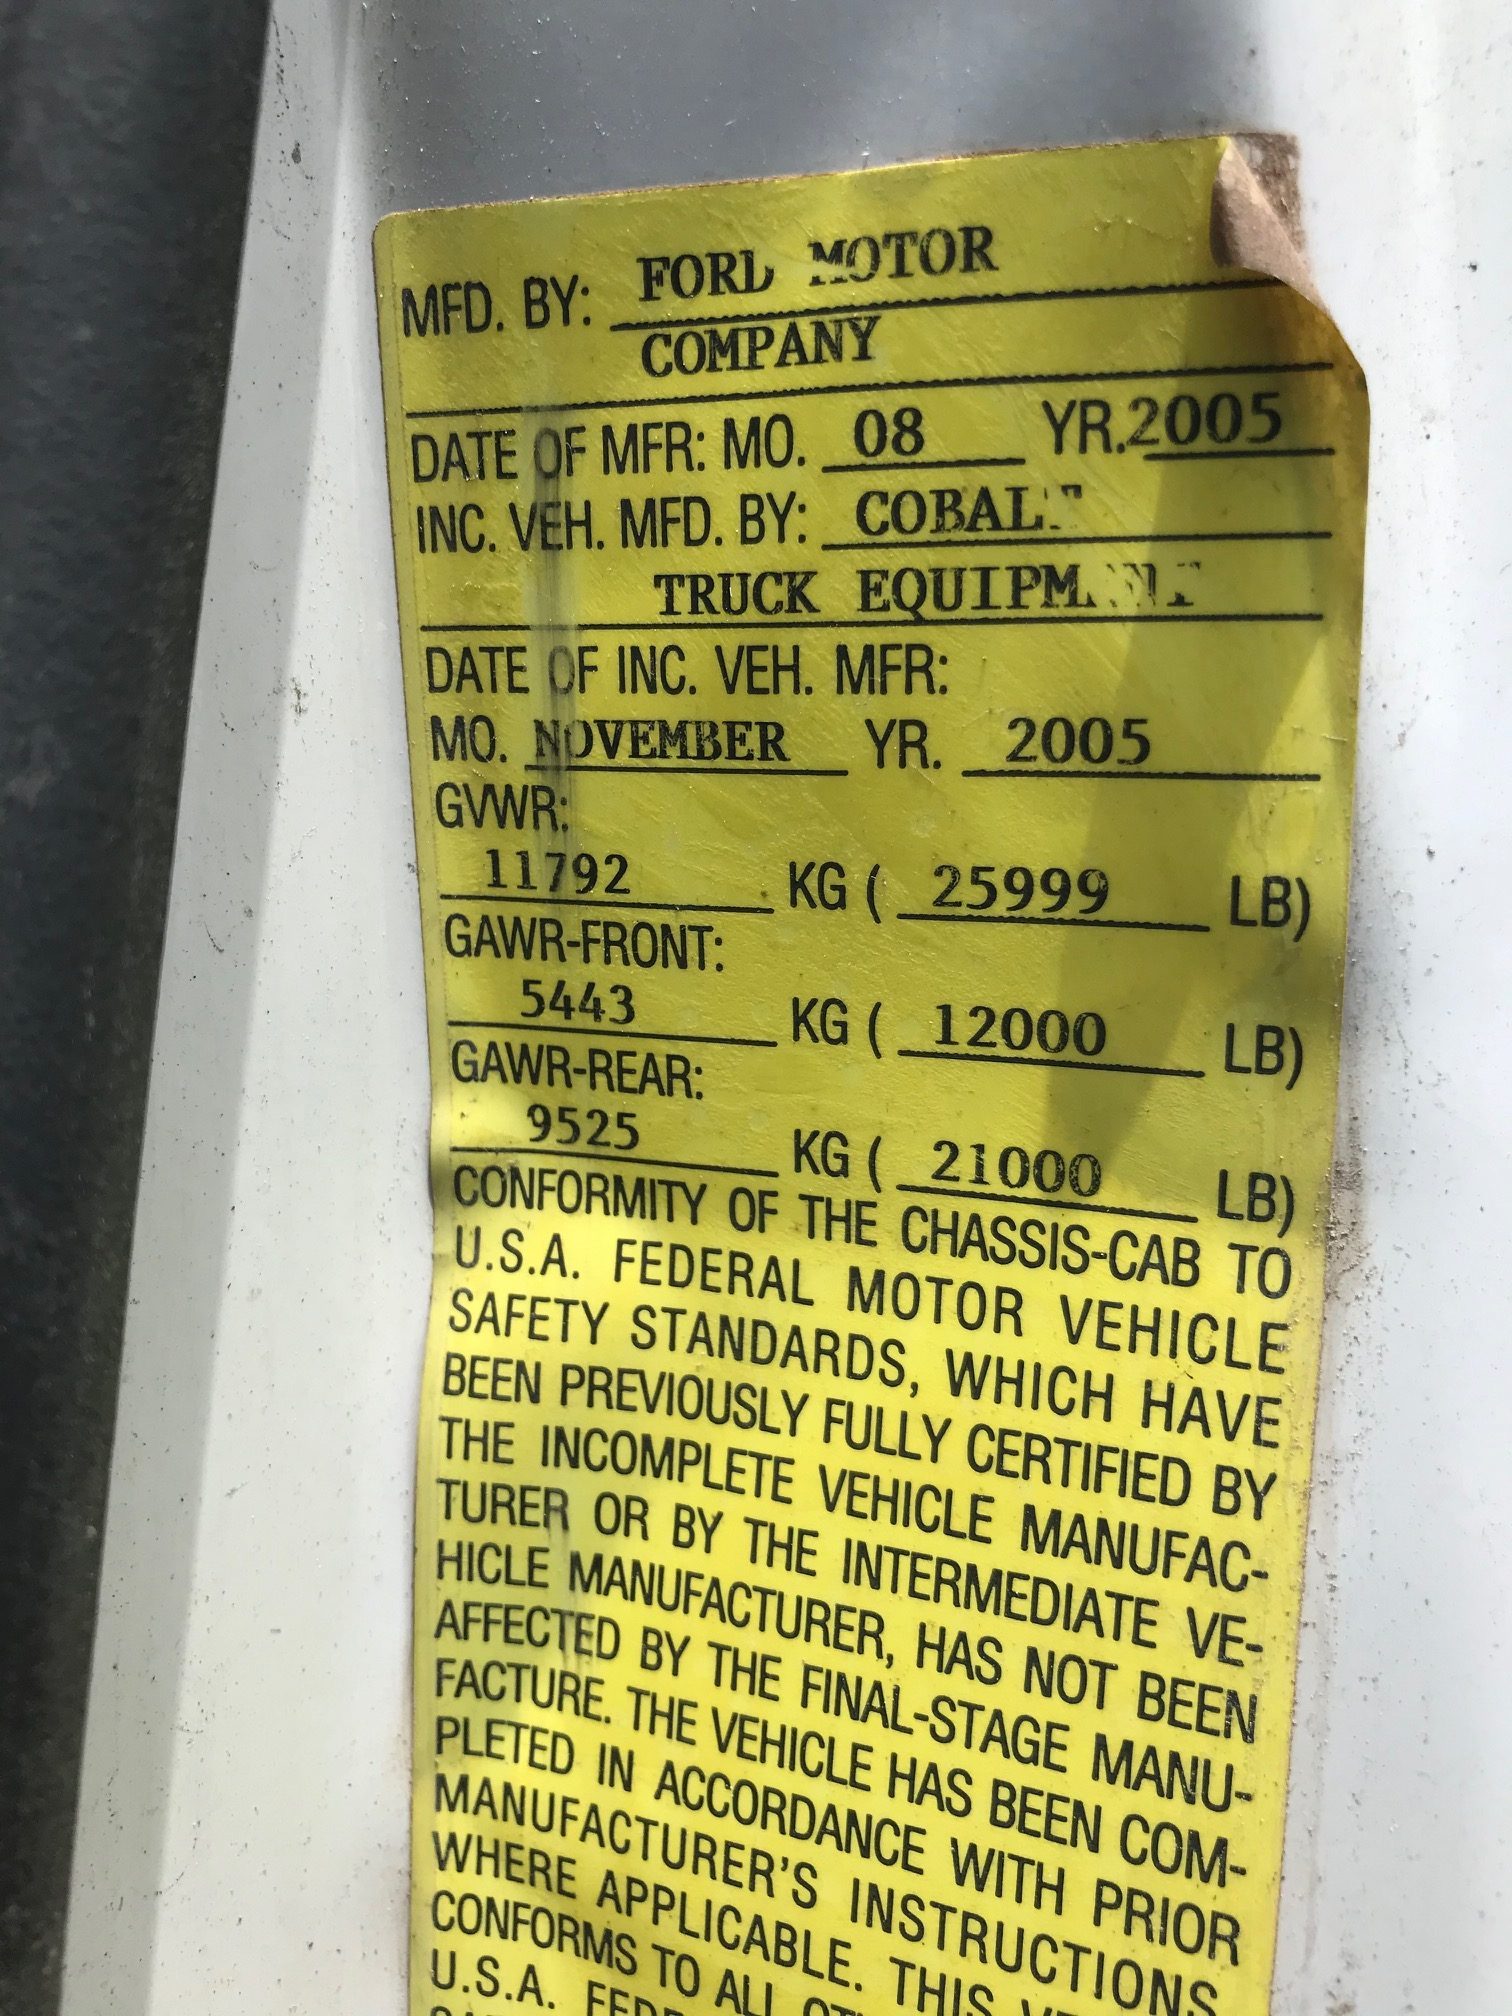 MFD. BY: FORD MOTOR
COMPANY
DATE OF MFR: MO. 08 YR. 2005
INC. VEH. MFD. BY: COBALT
TRUCK EQUIPMENT
DATE OF INC. VEH. MFR:
MO. NOVEMBER YR. 2005
GVWR:
11792 KG ( 25999 LB)
GAWR-FRONT:
5443 KG ( 12000 LB)
GAWR-REAR:
9525 KG ( 21000 LB)
CONFORMITY OF THE CHASSIS-CAB TO
U.S.A. FEDERAL MOTOR VEHICLE
SAFETY STANDARDS, WHICH HAVE
BEEN PREVIOUSLY FULLY CERTIFIED BY
THE INCOMPLETE VEHICLE MANUFAC-
TURER OR BY THE INTERMEDIATE VE-
HICLE MANUFACTURER, HAS NOT BEEN
AFFECTED BY THE FINAL-STAGE MANU-
FACTURE. THE VEHICLE HAS BEEN COM-
PLETED IN ACCORDANCE WITH PRIOR
MANUFACTURER'S INSTRUCTIONS
WHERE APPLICABLE. THIS
CONFORMS TO ALL
U.S.A.